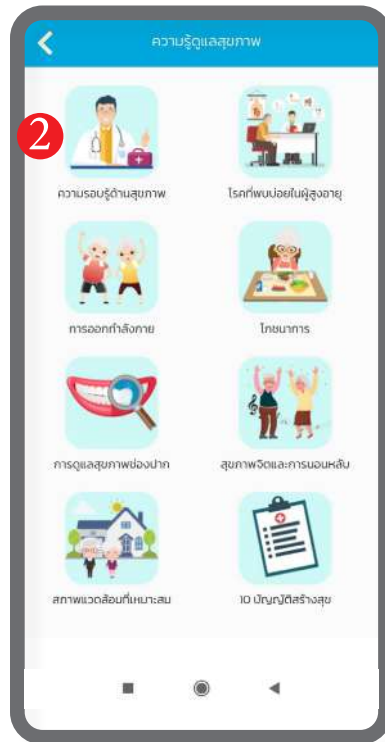 ความรู้ดูแลสุขภาพ
2
ความรอบรู้ด้านสุขภาพ
โรคที่พบบ่อยในผู้สูงอายุ
การออกกำลังกาย
โภชนาการ
การดูแลสุขภาพช่องปาก
สุขภาพจิตและการนอนหลับ
สภาพแวดล้อมที่เหมาะสม
10 บัญญัติสร้างสุข